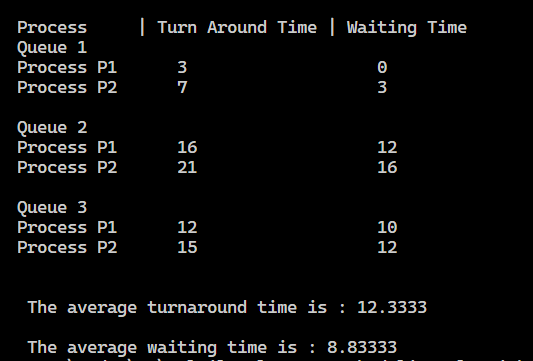 Process | Turn Around Time | Waiting Time
Queue 1
Process P1 3 0
Process P2 7 3
Queue 2
Process P1 16 12
Process P2 21 16
Queue 3
Process P1 12 10
Process P2 15 12
The average turnaround time is : 12.3333
The average waiting time is : 8.83333